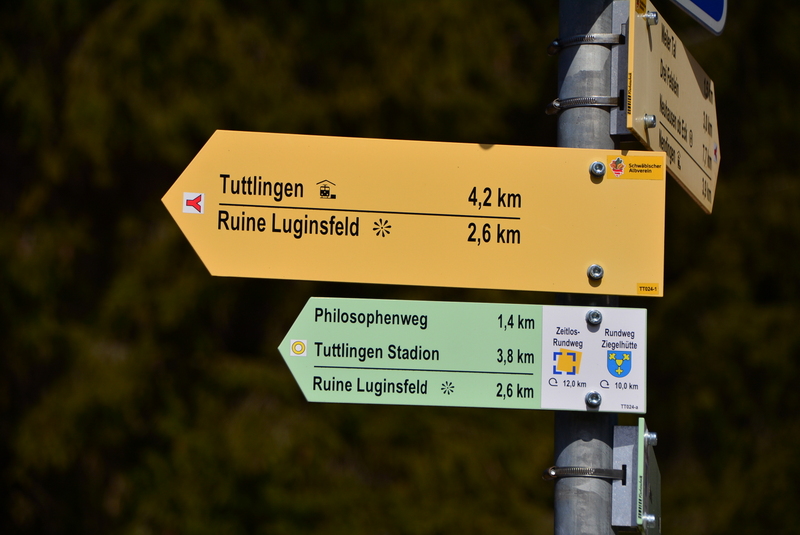 Tuttlingen 4,2 km
Ruine Luginsfeld 2,6 km
Schwäbischer
Albverein
TT024-1
Philosophenweg 1,4 km
Tuttlingen Stadion 3,8 km
Ruine Luginsfeld 2,6 km
Zeitlos-
Rundweg
12,0 km
Rundweg
Ziegelhütte
10,0 km
TT024-a